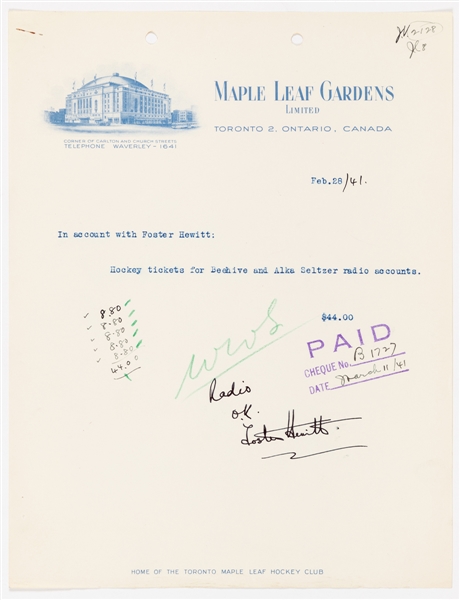 MAPLE LEAF GARDENS
LIMITED
TORONTO 2, ONTARIO, CANADA
CORNER OF CARLTON AND CHURCH STREETS
TELEPHONE WAVERLEY - 1641
Feb.28/41.
In account with Foster Hewitt:
Hockey tickets for Beehive and Alka Seltzer radio accounts.
$44.00
8.80
8.80
8.80
8.80
8.80
44.00
WWS
PAID
CHEQUE No. B1727
DATE March 11/41
Radio
O.K.
Foster Hewitt.
HOME OF THE TORONTO MAPLE LEAF HOCKEY CLUB